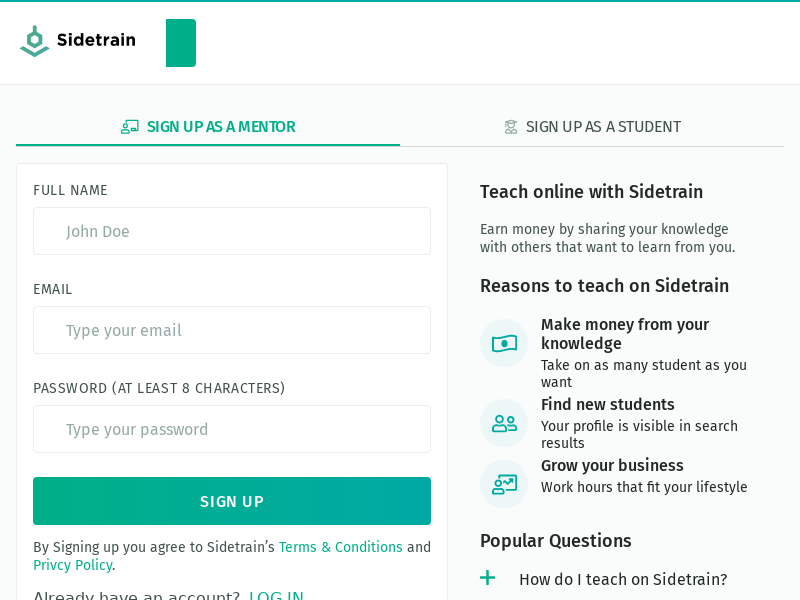 Sidetrain
SIGN UP AS A MENTOR
SIGN UP AS A STUDENT
FULL NAME
John Doe
EMAIL
Type your email
PASSWORD (AT LEAST 8 CHARACTERS)
Type your password
SIGN UP
By Signing up you agree to Sidetrain's Terms & Conditions and
Privcy Policy.
Already have an account? LOG IN
Teach online with Sidetrain
Earn money by sharing your knowledge
with others that want to learn from you.
Reasons to teach on Sidetrain
Make money from your
knowledge
Take on as many student as you
want
Find new students
Your profile is visible in search
results
Grow your business
Work hours that fit your lifestyle
Popular Questions
How do I teach on Sidetrain?